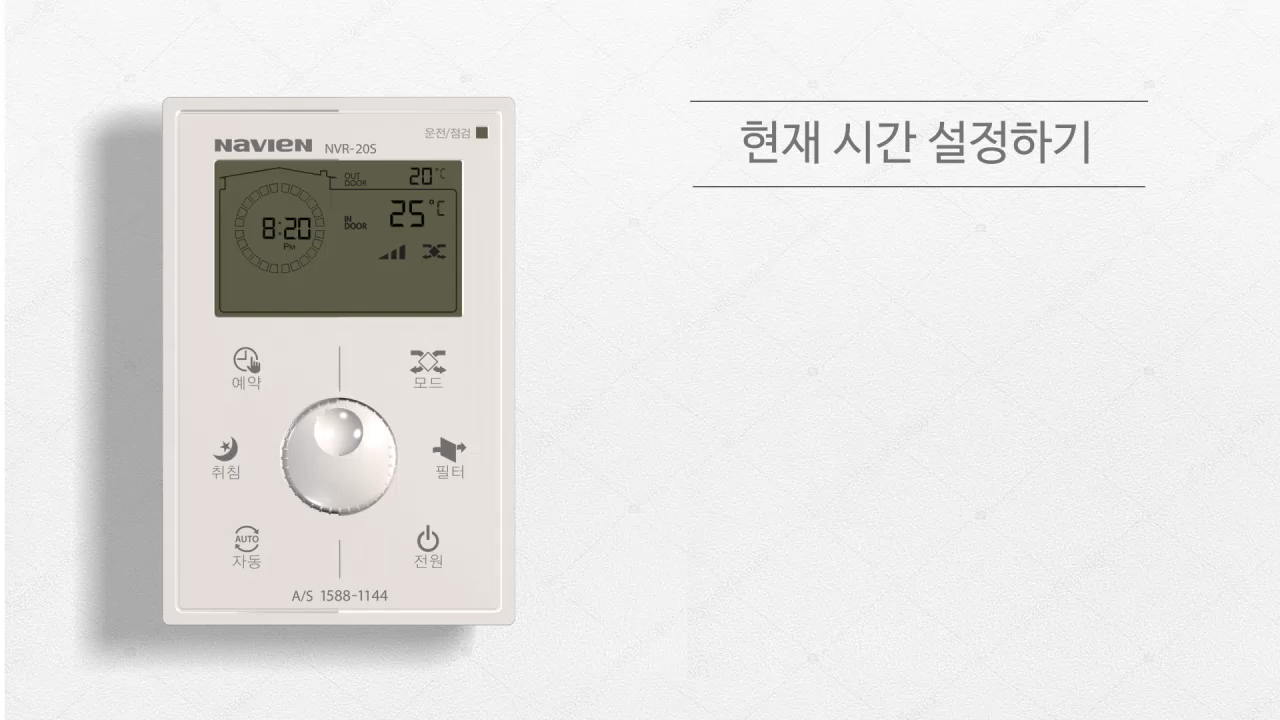 현재 시간 설정하기
운전/점검
NAVIEN NVR-20S
OUT DOOR 20°C
8:20 PM
IN DOOR 25°C
예약
모드
취침
필터
AUTO
자동
전원
A/S 1588-1144